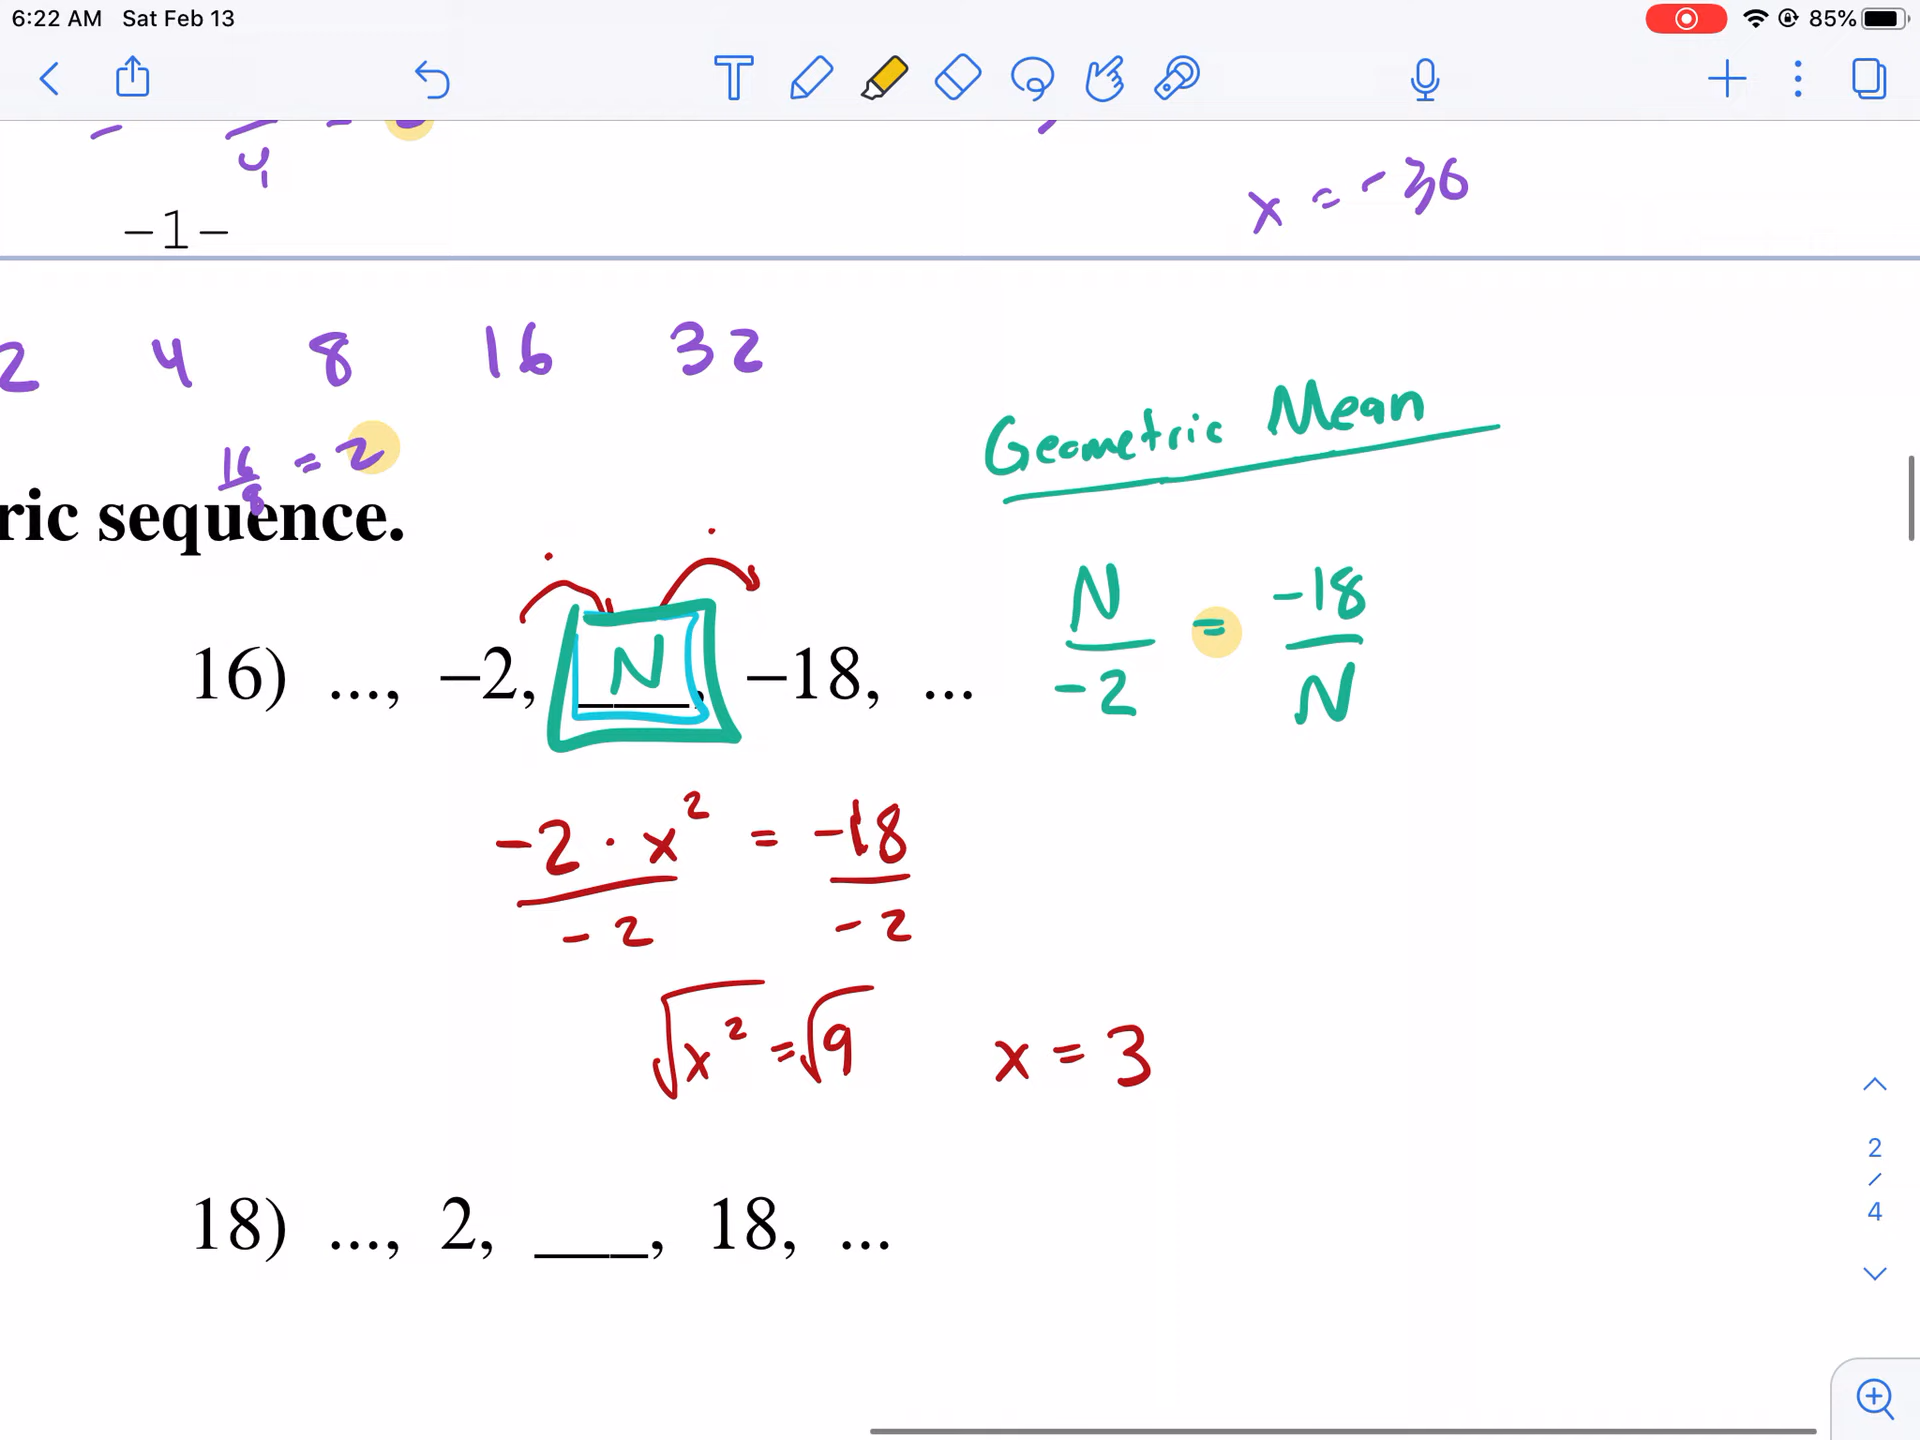 6:22 AM Sat Feb 13
85%
T
4
x = -36
-1-
2 4 8 16 32
16/8 = 2
Geometric Mean
ric sequence.
N/-2 = -18/N
16) ..., −2, N, −18, ...
-2 · x² = -18
-2 -2
√x² = √9 x = 3
2 / 4
18) ..., 2, ___, 18, ...